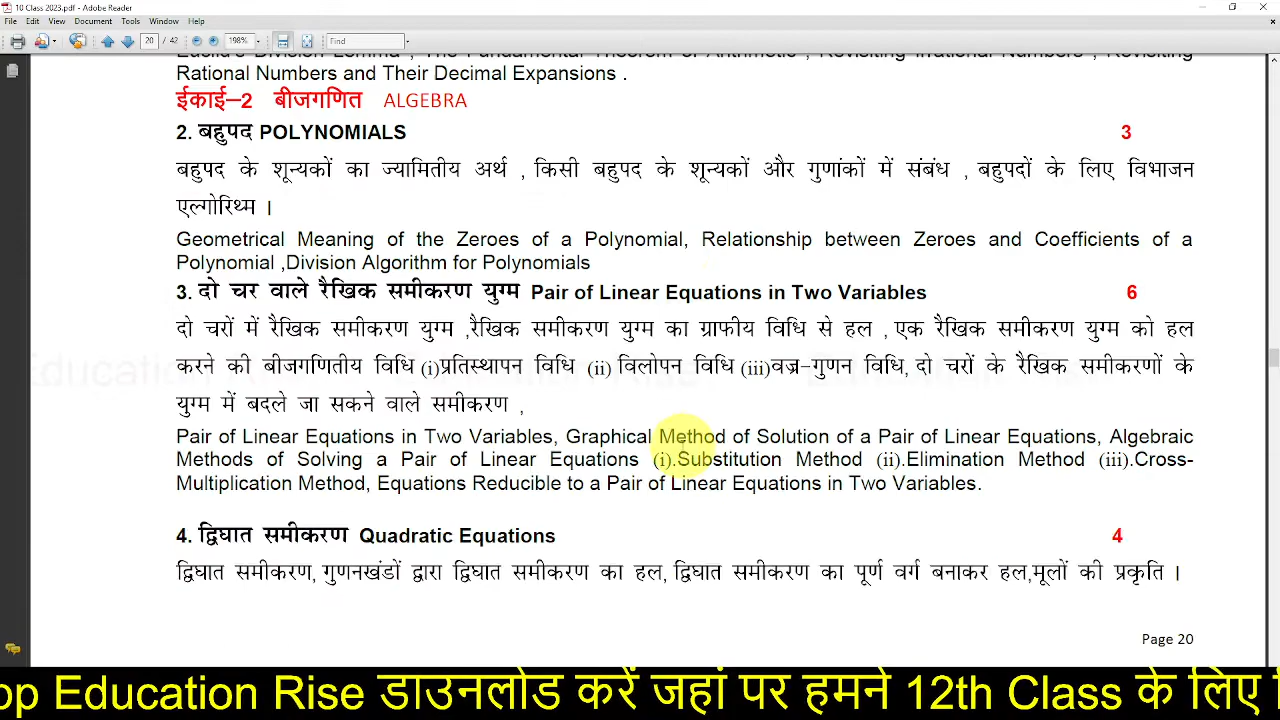 10 Class 2023.pdf - Adobe Reader
File Edit View Document Tools Window Help
20 / 42 198% Find
Rational Numbers and Their Decimal Expansions .
ईकाई–2 बीजगणित ALGEBRA
2. बहुपद POLYNOMIALS 3
बहुपद के शून्यकों का ज्यामितीय अर्थ , किसी बहुपद के शून्यकों और गुणांकों में संबंध , बहुपदों के लिए विभाजन
एल्गोरिथ्म ।
Geometrical Meaning of the Zeroes of a Polynomial, Relationship between Zeroes and Coefficients of a
Polynomial ,Division Algorithm for Polynomials
3. दो चर वाले रैखिक समीकरण युग्म Pair of Linear Equations in Two Variables 6
दो चरों में रैखिक समीकरण युग्म ,रैखिक समीकरण युग्म का ग्राफीय विधि से हल , एक रैखिक समीकरण युग्म को हल
करने की बीजगणितीय विधि (i)प्रतिस्थापन विधि (ii) विलोपन विधि (iii)वज्र–गुणन विधि, दो चरों के रैखिक समीकरणों के
युग्म में बदले जा सकने वाले समीकरण ,
Pair of Linear Equations in Two Variables, Graphical Method of Solution of a Pair of Linear Equations, Algebraic
Methods of Solving a Pair of Linear Equations (i).Substitution Method (ii).Elimination Method (iii).Cross-
Multiplication Method, Equations Reducible to a Pair of Linear Equations in Two Variables.
4. द्विघात समीकरण Quadratic Equations 4
द्विघात समीकरण, गुणनखंडों द्वारा द्विघात समीकरण का हल, द्विघात समीकरण का पूर्ण वर्ग बनाकर हल,मूलों की प्रकृति ।
Page 20
pp Education Rise डाउनलोड करें जहां पर हमने 12th Class के लिए